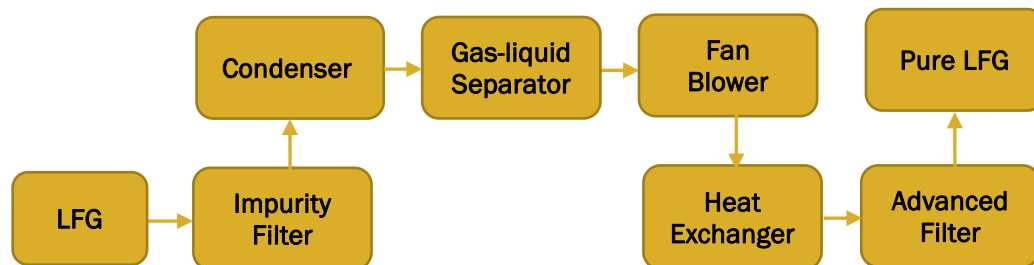 LFG
Impurity
Filter
Condenser
Gas-liquid
Separator
Fan
Blower
Heat
Exchanger
Advanced
Filter
Pure LFG